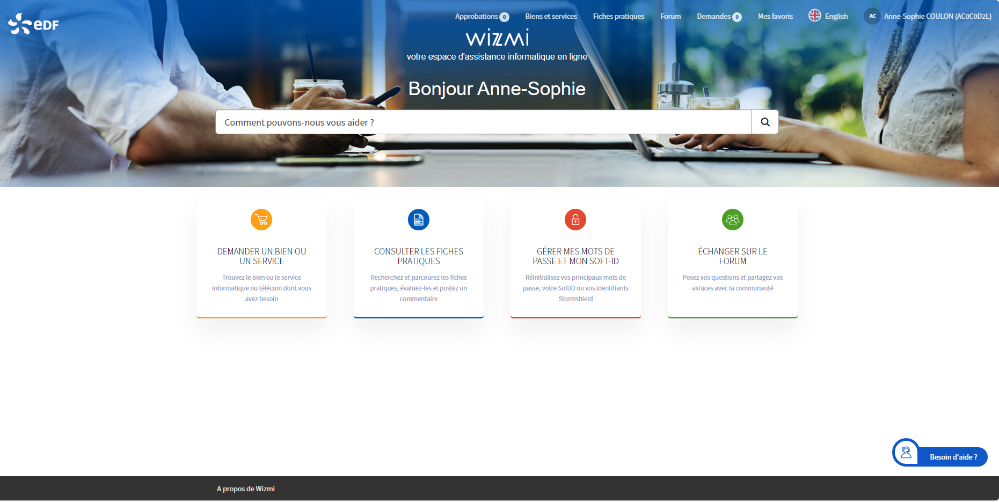 eDF
Approbations 0
Biens et services
Fiches pratiques
Forum
Demandes 0
Mes favoris
English
AC
Anne-Sophie COULON (AC0C0D2L)
wizmi
votre espace d'assistance informatique en ligne
Bonjour Anne-Sophie
Comment pouvons-nous vous aider ?
DEMANDER UN BIEN OU
UN SERVICE
Trouvez le bien ou le service
informatique ou télécom dont vous
avez besoin
CONSULTER LES FICHES
PRATIQUES
Recherchez et parcourez les fiches
pratiques, évaluez-les et postez un
commentaire
GÉRER MES MOTS DE
PASSE ET MON SOFT-ID
Réinitialisez vos principaux mots de
passe, votre SoftID ou vos identifiants
Stormshield
ÉCHANGER SUR LE
FORUM
Posez vos questions et partagez vos
astuces avec la communauté
Besoin d'aide ?
A propos de Wizmi